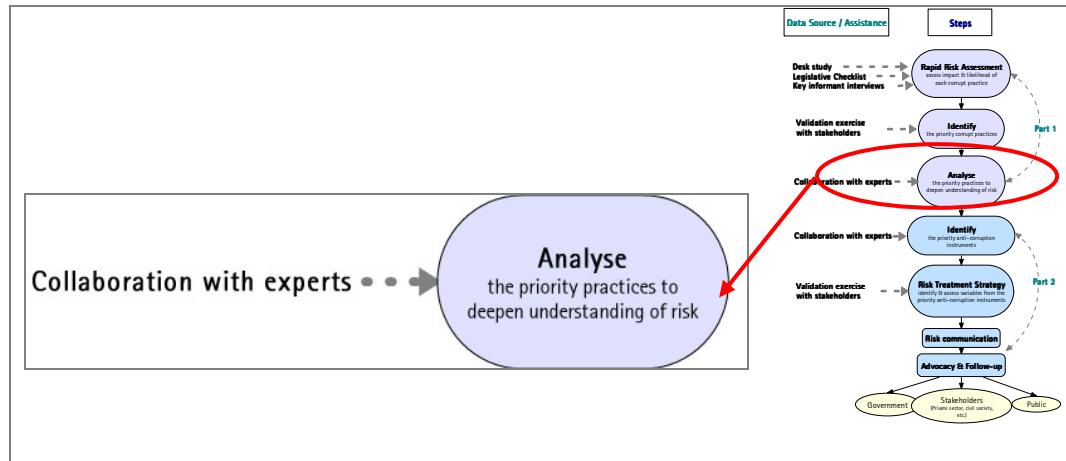 Data Source / Assistance
Steps
Desk study
Legislative Checklist
Key informant interviews
Rapid Risk Assessment
assess impact & likelihood of
each corrupt practice
Validation exercise
with stakeholders
Identify
the priority corrupt practices
Part 1
Collaboration with experts
Analyse
the priority practices to
deepen understanding of risk
Collaboration with experts
Analyse
the priority practices to
deepen understanding of risk
Collaboration with experts
Identify
the priority anti-corruption
instruments
Validation exercise
with stakeholders
Risk Treatment Strategy
identify & assess variables from the
priority anti-corruption instruments
Part 2
Risk communication
Advocacy & Follow-up
Government
Stakeholders
(Private sector, civil society,
etc.)
Public